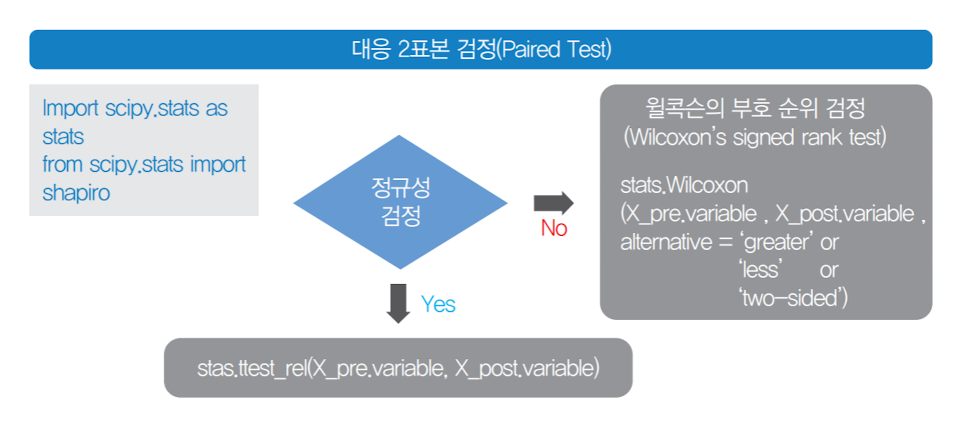 대응 2표본 검정(Paired Test)
Import scipy.stats as
stats
from scipy.stats import
shapiro
정규성
검정
No
Yes
윌콕슨의 부호 순위 검정
(Wilcoxon's signed rank test)
stats.Wilcoxon
(X_pre.variable , X_post.variable ,
alternative = ‘greater’ or
‘less’ or
‘two-sided’)
stas.ttest_rel(X_pre.variable, X_post.variable)